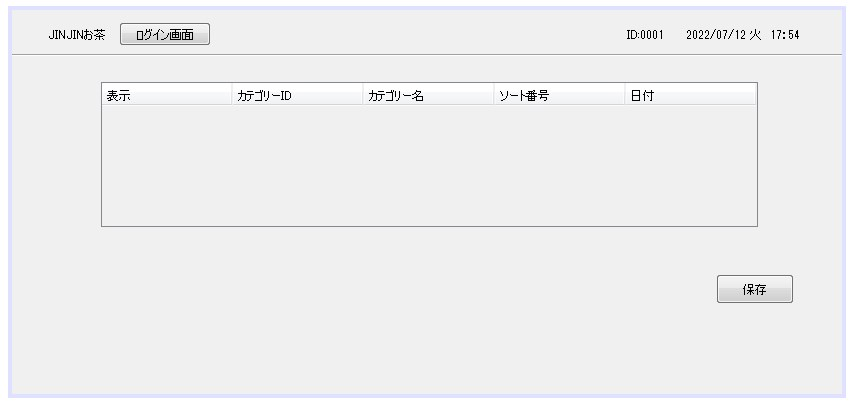 JINJINお茶 ログイン画面 ID:0001 2022/07/12 火 17:54
表示 カテゴリーID カテゴリー名 ソート番号 日付
保存